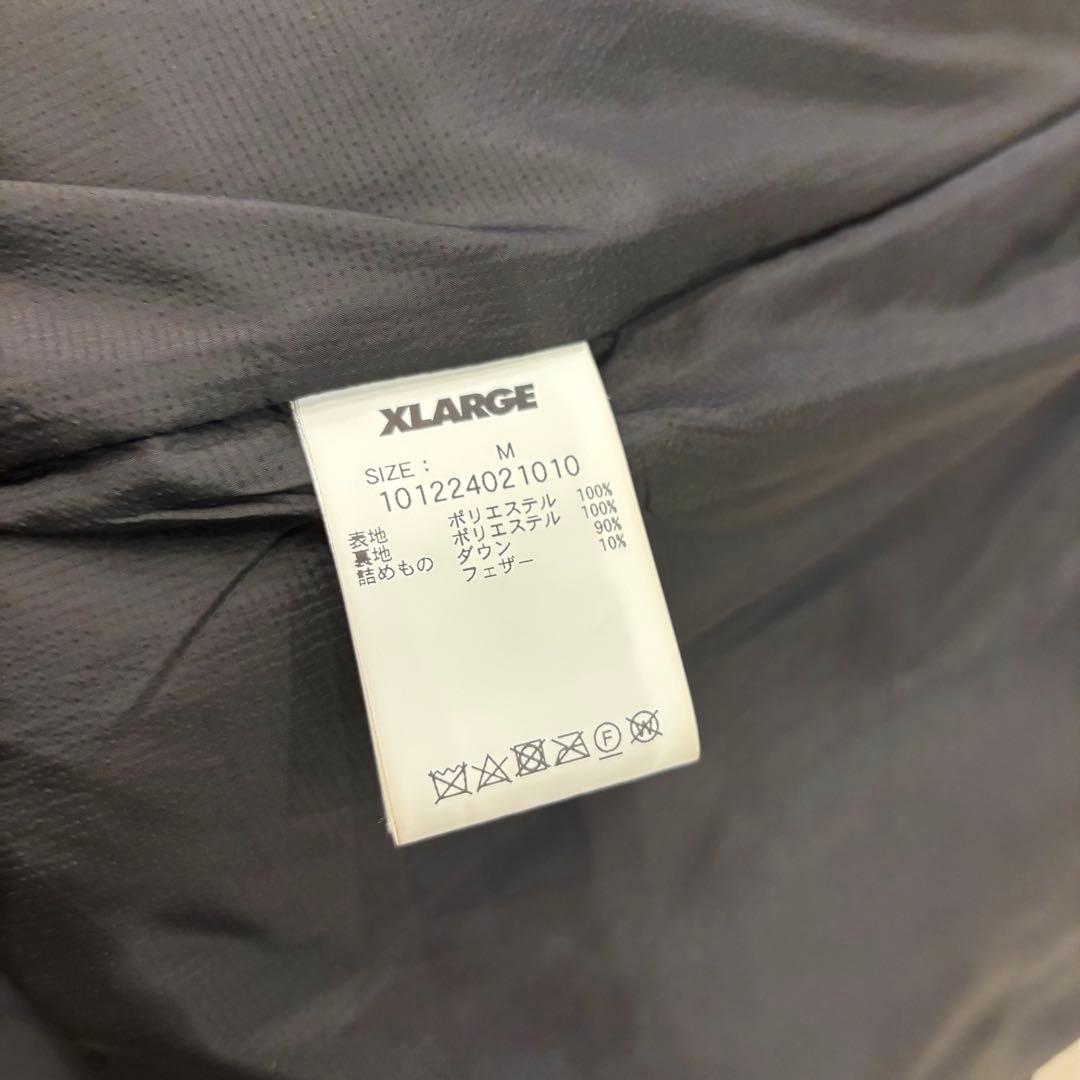 XLARGE
SIZE : M
101224021010
表地 ポリエステル 100%
裏地 ポリエステル 100%
詰めもの ダウン 90%
フェザー 10%
F W